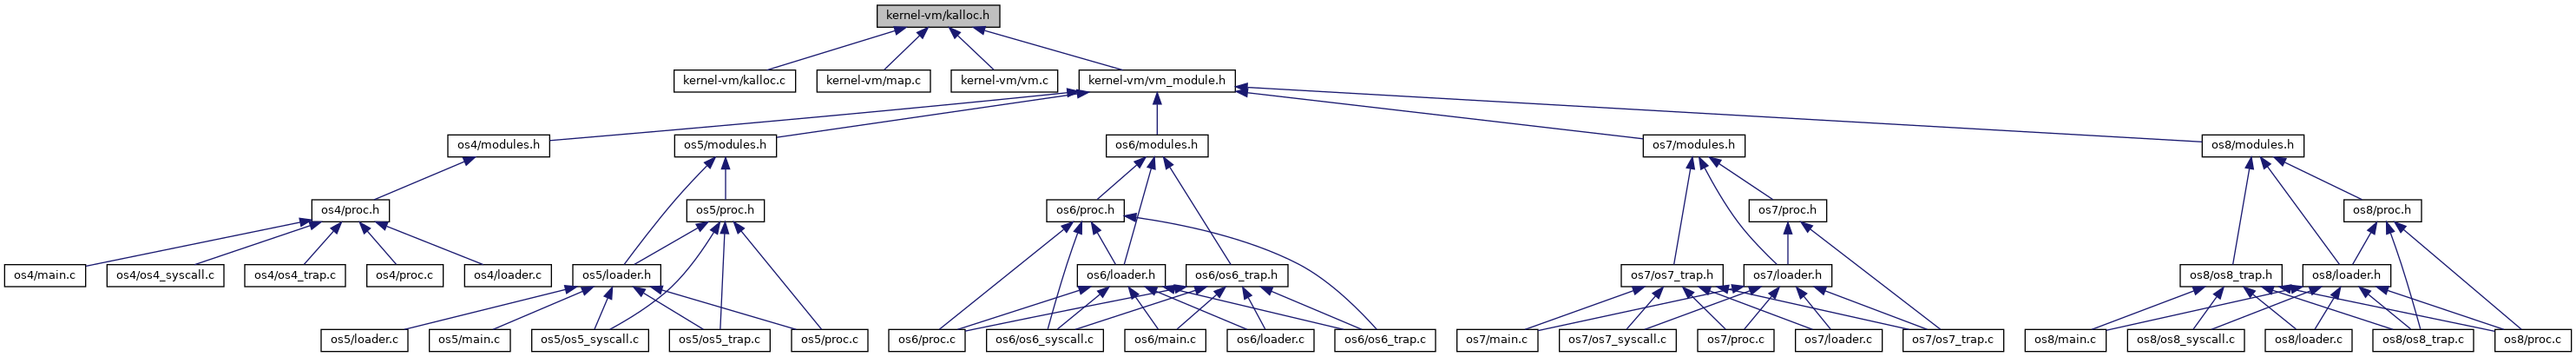 kernel-vm/kalloc.h
kernel-vm/kalloc.c kernel-vm/map.c kernel-vm/vm.c kernel-vm/vm_module.h
os4/modules.h os5/modules.h os6/modules.h os7/modules.h os8/modules.h
os4/proc.h os5/proc.h os6/proc.h os7/proc.h os8/proc.h
os4/main.c os4/os4_syscall.c os4/os4_trap.c os4/proc.c os4/loader.c os5/loader.h os6/loader.h os6/os6_trap.h os7/os7_trap.h os7/loader.h os8/os8_trap.h os8/loader.h
os5/loader.c os5/main.c os5/os5_syscall.c os5/os5_trap.c os5/proc.c os6/proc.c os6/os6_syscall.c os6/main.c os6/loader.c os6/os6_trap.c os7/main.c os7/os7_syscall.c os7/proc.c os7/loader.c os7/os7_trap.c os8/main.c os8/os8_syscall.c os8/loader.c os8/os8_trap.c os8/proc.c